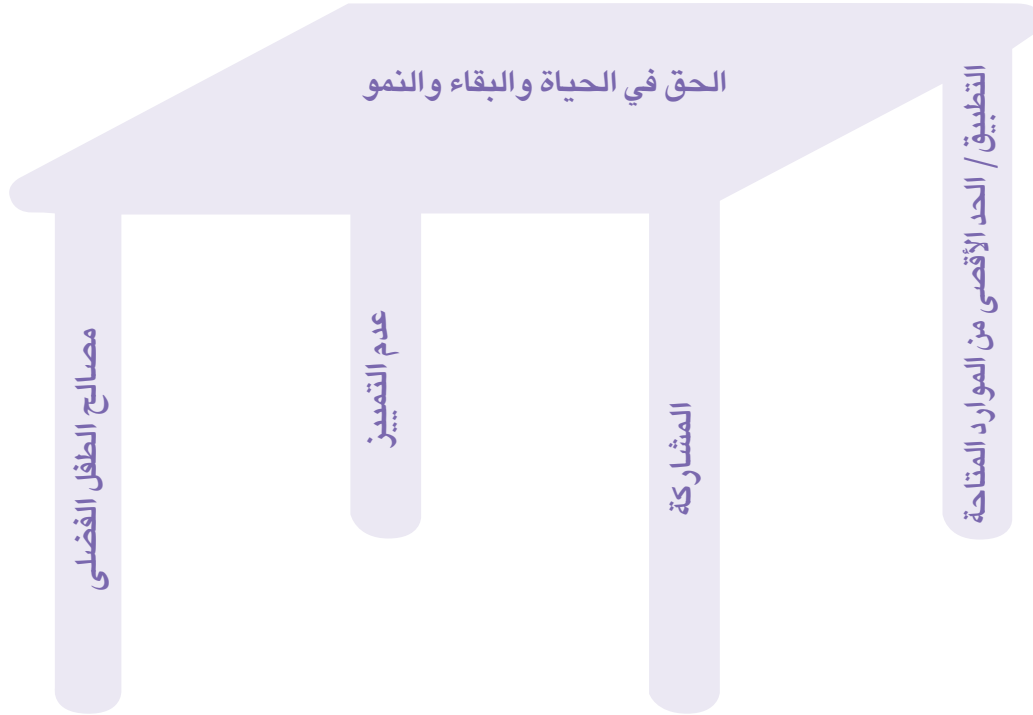 الحق في الحياة والبقاء والنمو
التطبيق / الحد الأقصى من الموارد المتاحة
المشاركة
عدم التمييز
مصالح الطفل الفضلى